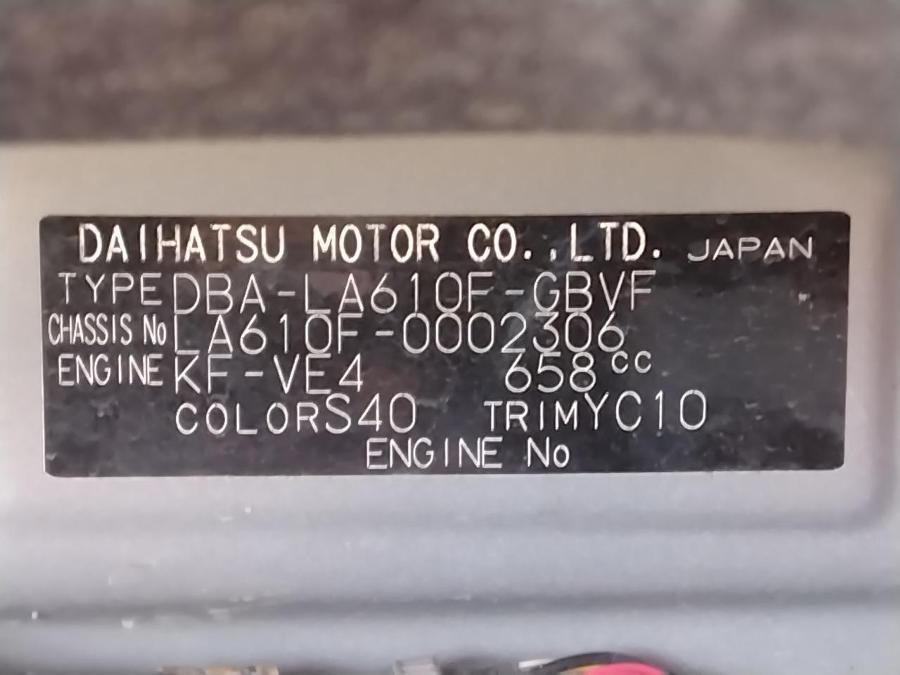 DAIHATSU MOTOR CO.,LTD. JAPAN
TYPE DBA-LA610F-GBVF
CHASSIS No LA610F-0002306
ENGINE KF-VE4 658cc
COLOR S40 TRIM YC10
ENGINE No